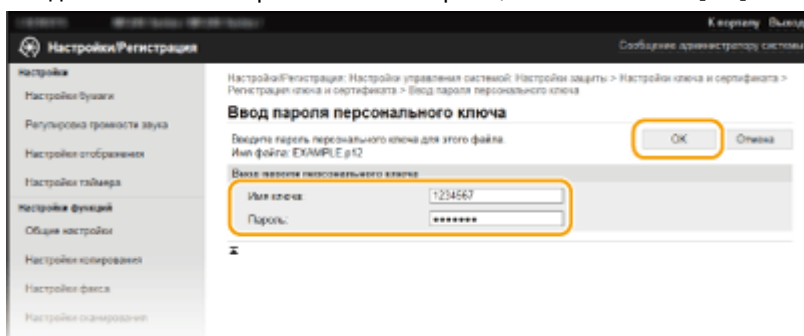 К порталу Выход
Настройки/Регистрация
Сообщение администратору системы
Настройки
Настройки бумаги
Регулировка громкости звука
Настройки отображения
Настройки таймера
Настройки функций
Общие настройки
Настройки копирования
Настройки факса
Настройки сканирования
Настройки/Регистрация: Настройки управления системой: Настройки защиты > Настройки ключа и сертификата >
Регистрация ключа и сертификата > Ввод пароля персонального ключа
Ввод пароля персонального ключа
Введите пароль персонального ключа для этого файла.
Имя файла: EXAMPLE.p12
OK Отмена
Ввод пароля персонального ключа
Имя ключа: 1234567
Пароль: •••••••